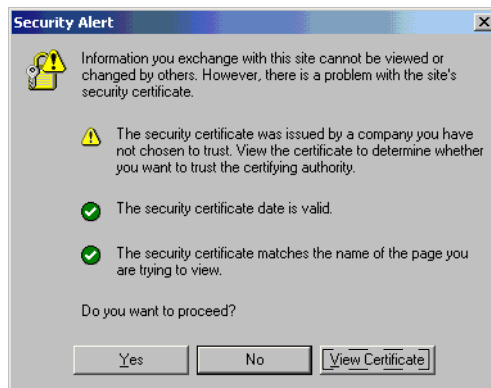 Security Alert
Information you exchange with this site cannot be viewed or
changed by others. However, there is a problem with the site's
security certificate.
The security certificate was issued by a company you have
not chosen to trust. View the certificate to determine whether
you want to trust the certifying authority.
The security certificate date is valid.
The security certificate matches the name of the page you
are trying to view.
Do you want to proceed?
Yes No View Certificate